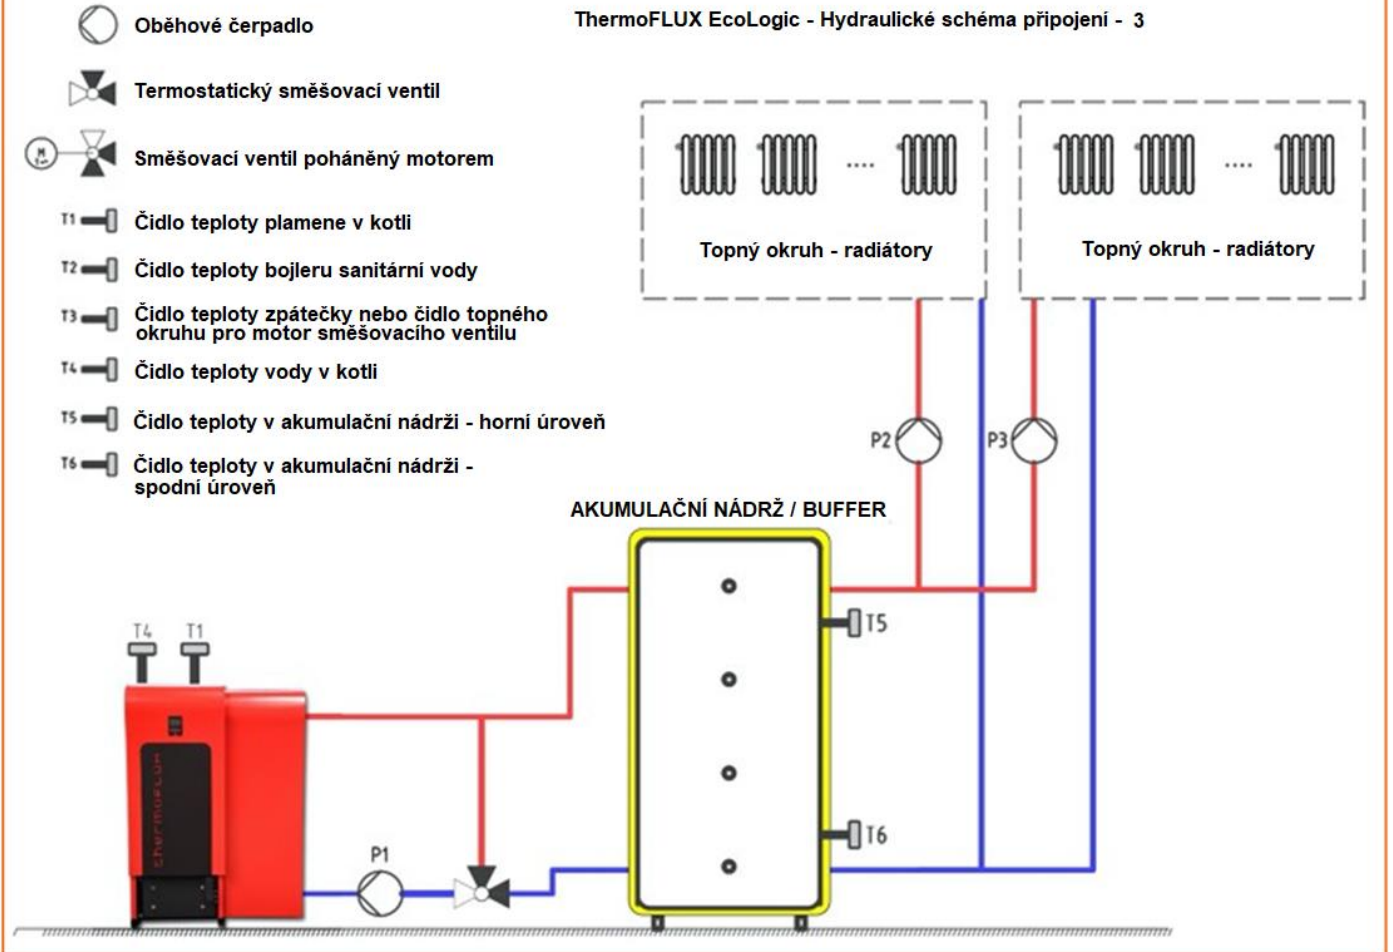 Oběhové čerpadlo
ThermoFLUX EcoLogic - Hydraulické schéma připojení - 3
Termostatický směšovací ventil
M
Směšovací ventil poháněný motorem
T1 Čidlo teploty plamene v kotli
T2 Čidlo teploty bojleru sanitární vody
T3 Čidlo teploty zpátečky nebo čidlo topného
okruhu pro motor směšovacího ventilu
T4 Čidlo teploty vody v kotli
T5 Čidlo teploty v akumulační nádrži - horní úroveň
T6 Čidlo teploty v akumulační nádrži -
spodní úroveň
Topný okruh - radiátory
Topný okruh - radiátory
P2
P3
AKUMULAČNÍ NÁDRŽ / BUFFER
T5
T6
T4 T1
thermoFLUX
P1